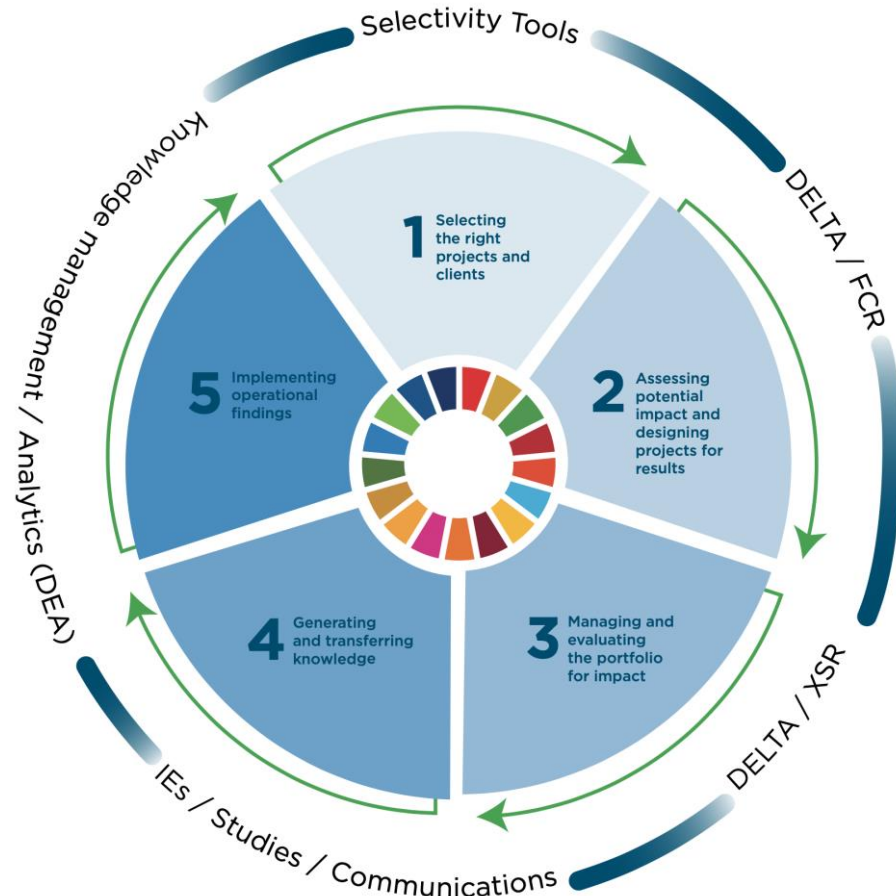 Selectivity Tools
DELTA / FCR
DELTA / XSR
IEs / Studies / Communications
Knowledge management / Analytics (DEA)
1 Selecting
the right
projects and
clients
2 Assessing
potential
impact and
designing
projects for
results
3 Managing and
evaluating
the portfolio
for impact
4 Generating
and transferring
knowledge
5 Implementing
operational
findings